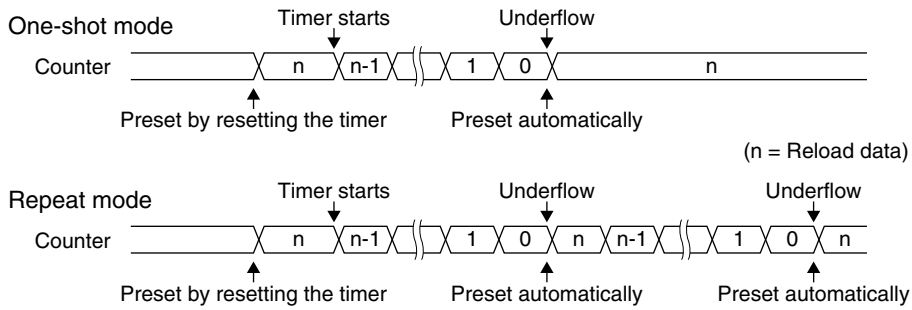 One-shot mode
Timer starts
Underflow
Counter
n
n-1
1
0
n
Preset by resetting the timer
Preset automatically
(n = Reload data)
Repeat mode
Timer starts
Underflow
Underflow
Counter
n
n-1
1
0
n
n-1
1
0
n
Preset by resetting the timer
Preset automatically
Preset automatically